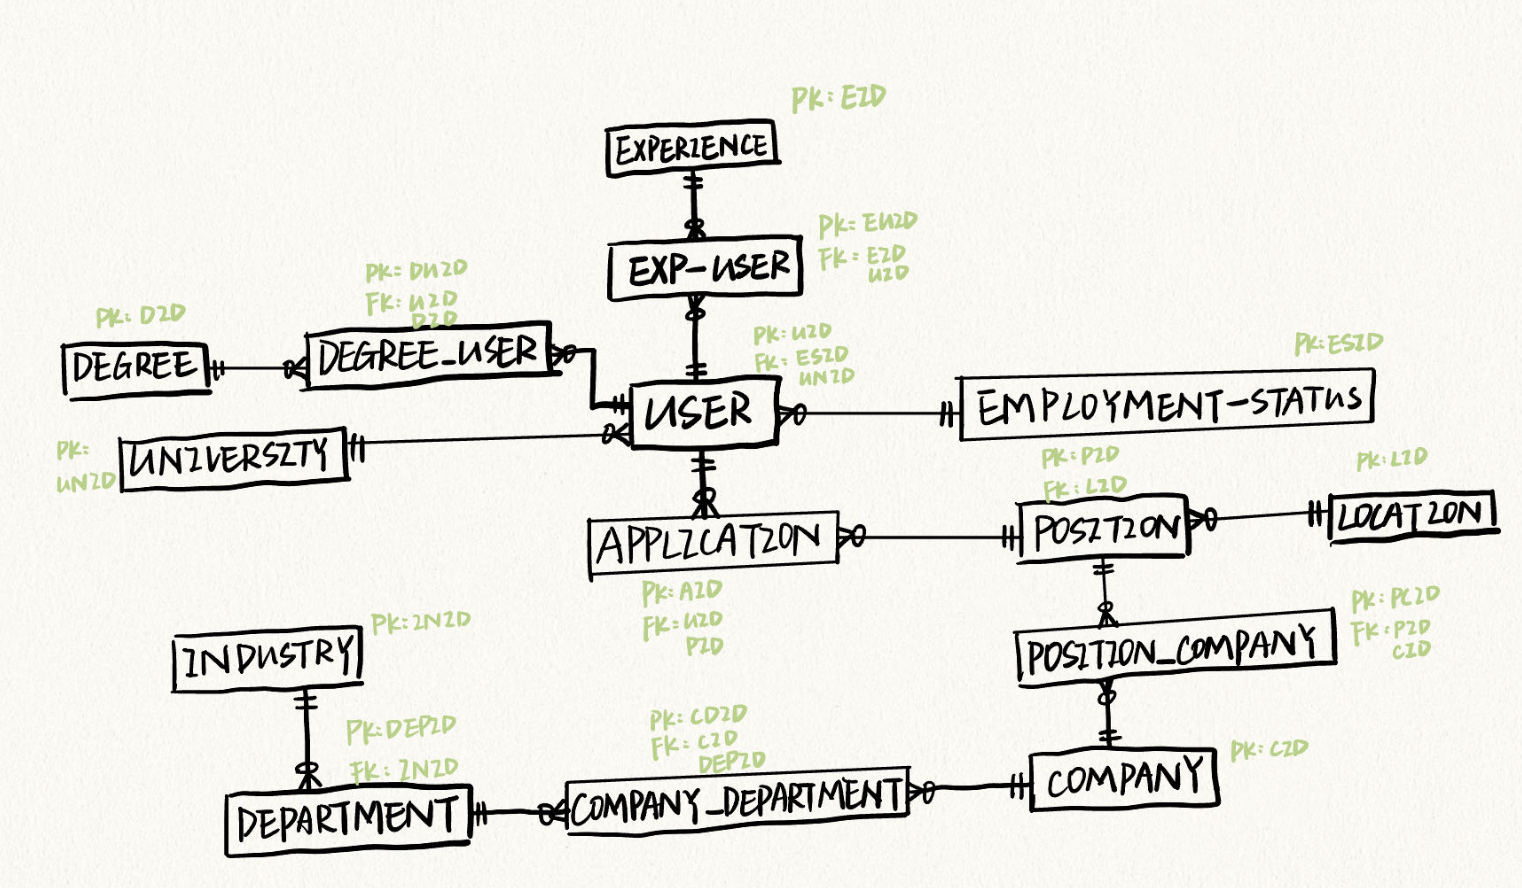 PK: EID
EXPERIENCE
PK: EUID
EXP-USER
FK: EID
UID
PK: DUID
FK: UID
DID
PK: DID
DEGREE
DEGREE_USER
PK: UID
FK: ESID
UNID
PK: ESID
USER
EMPLOYMENT-STATUS
PK:
UNID
UNIVERSITY
PK: PID
FK: LID
PK: LID
APPLICATION
POSITION
LOCATION
PK: AID
FK: UID
PID
PK: PCID
FK: PID
CID
POSITION_COMPANY
PK: INID
INDUSTRY
PK: DEPID
FK: INID
PK: CDID
FK: CID
DEPID
PK: CID
DEPARTMENT
COMPANY_DEPARTMENT
COMPANY